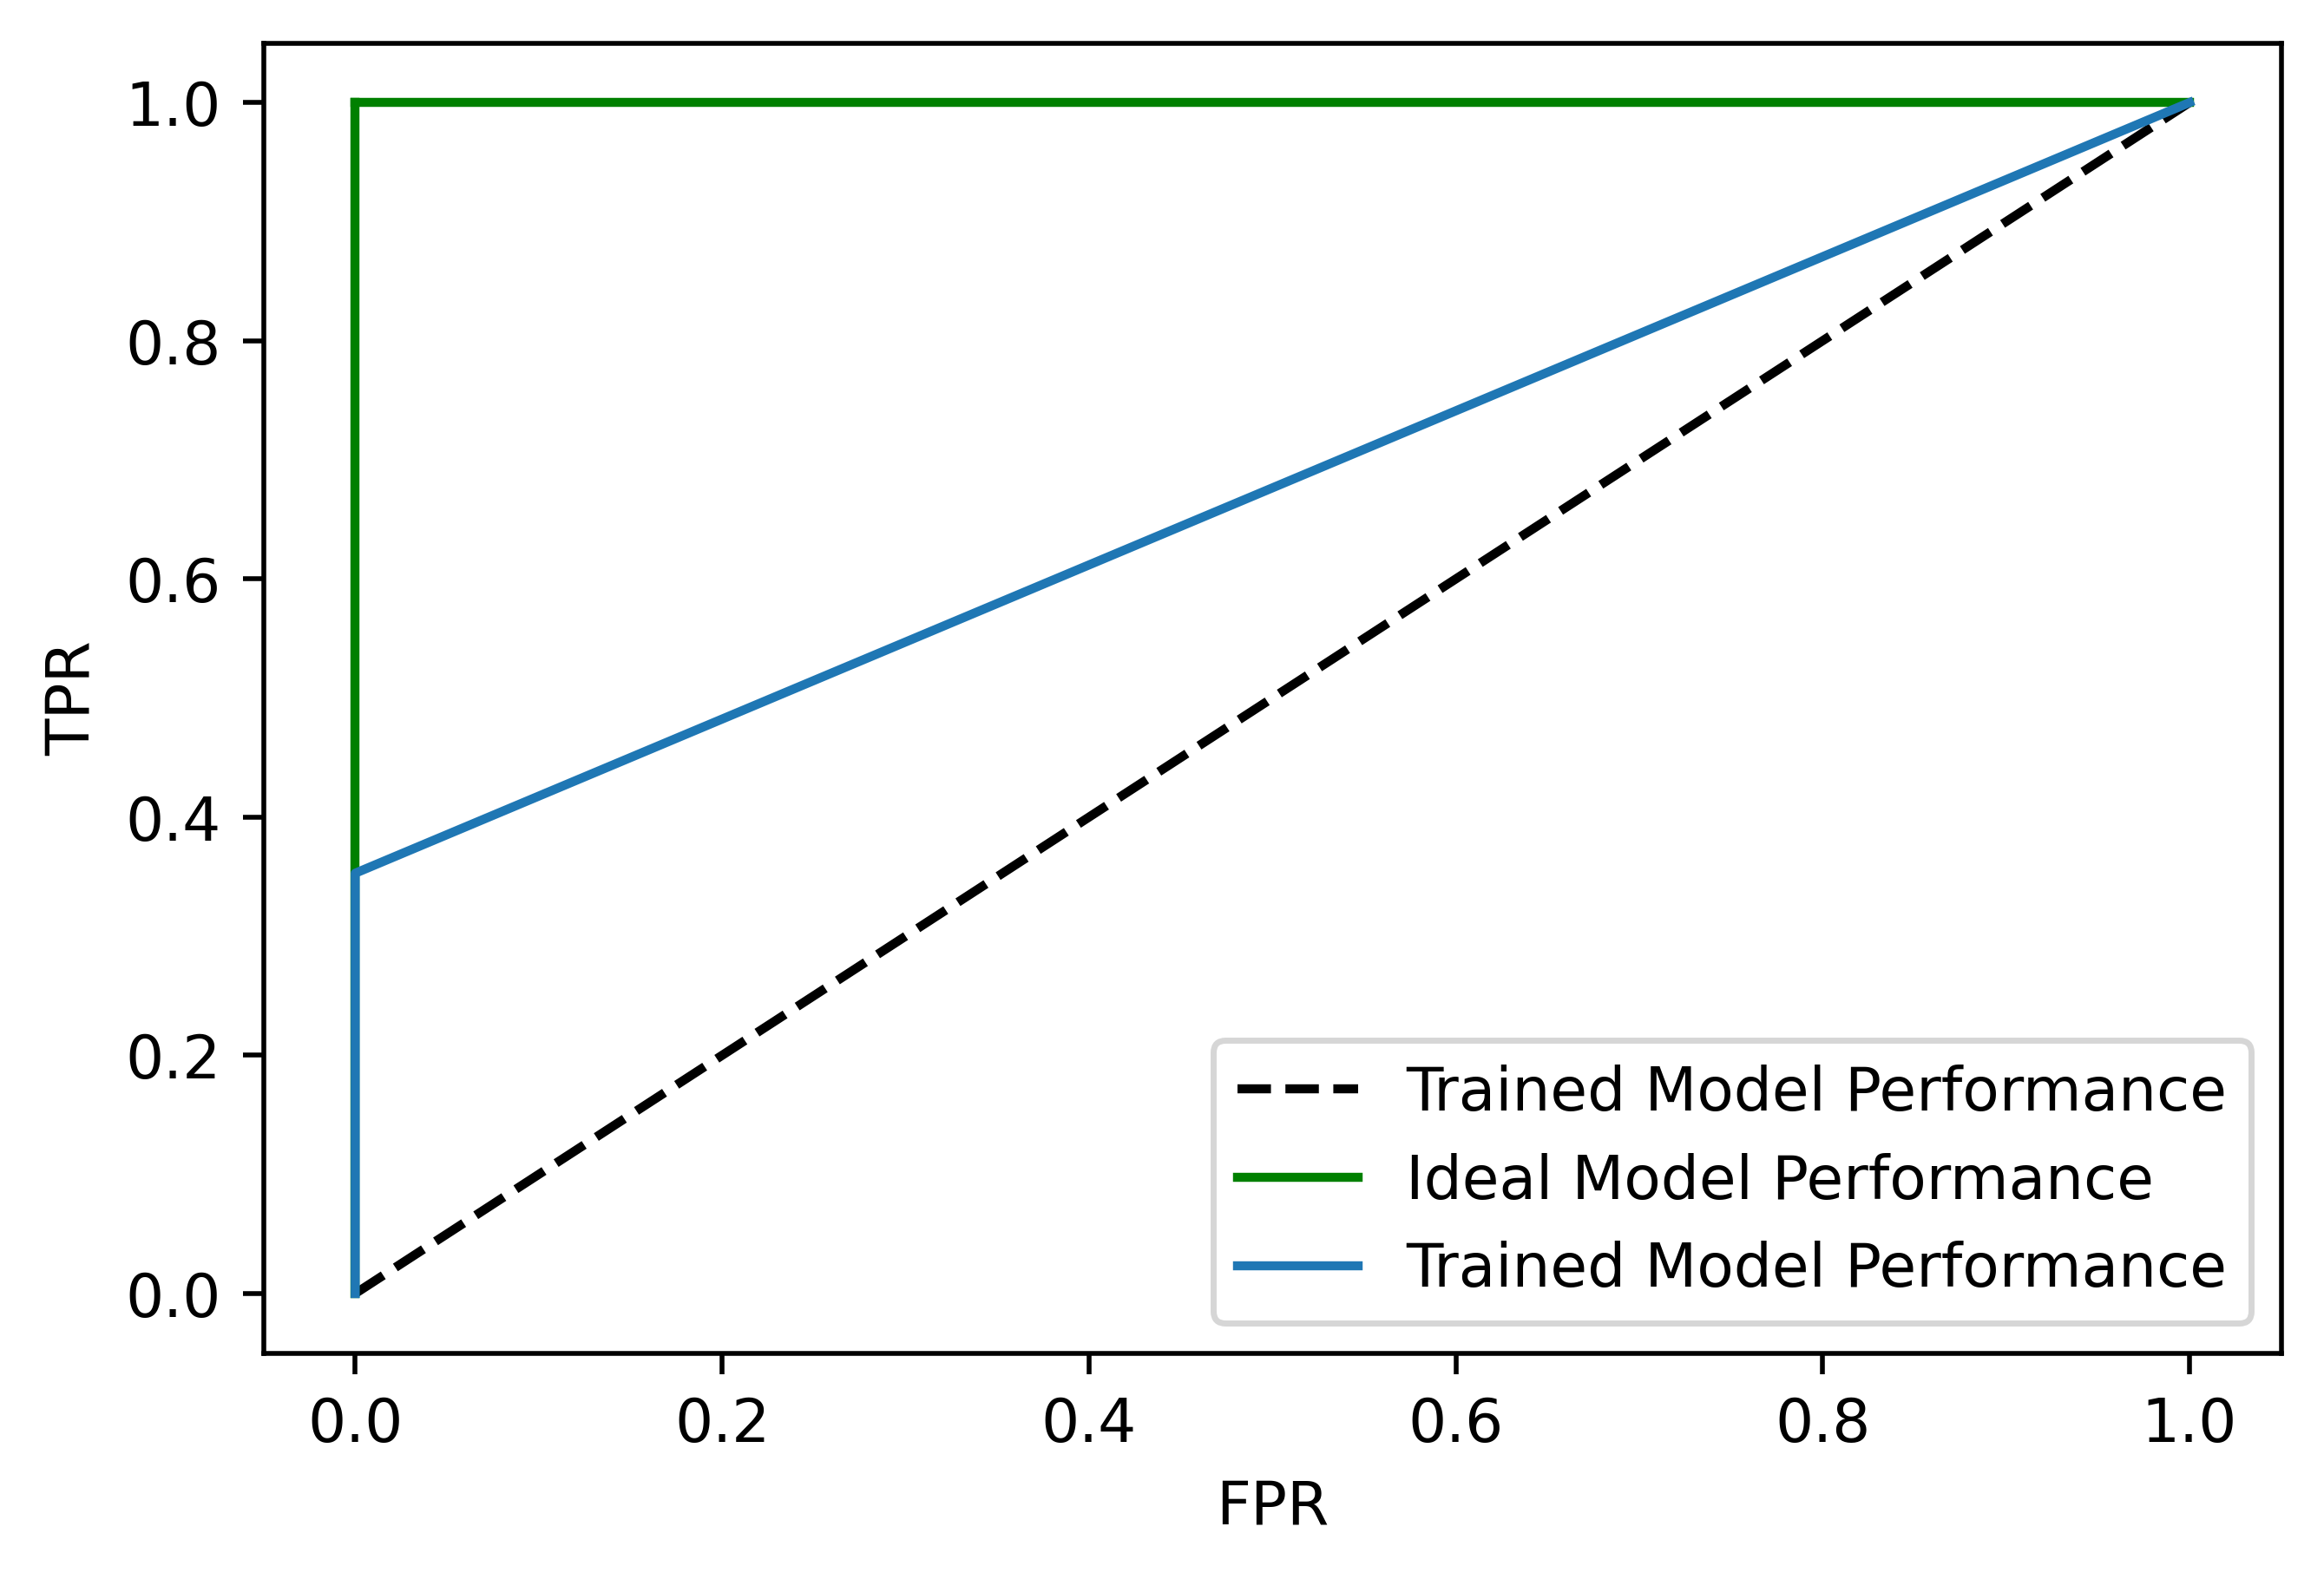 1.0
0.8
0.6
0.4
0.2
0.0
TPR
0.0 0.2 0.4 0.6 0.8 1.0
FPR
Trained Model Performance
Ideal Model Performance
Trained Model Performance